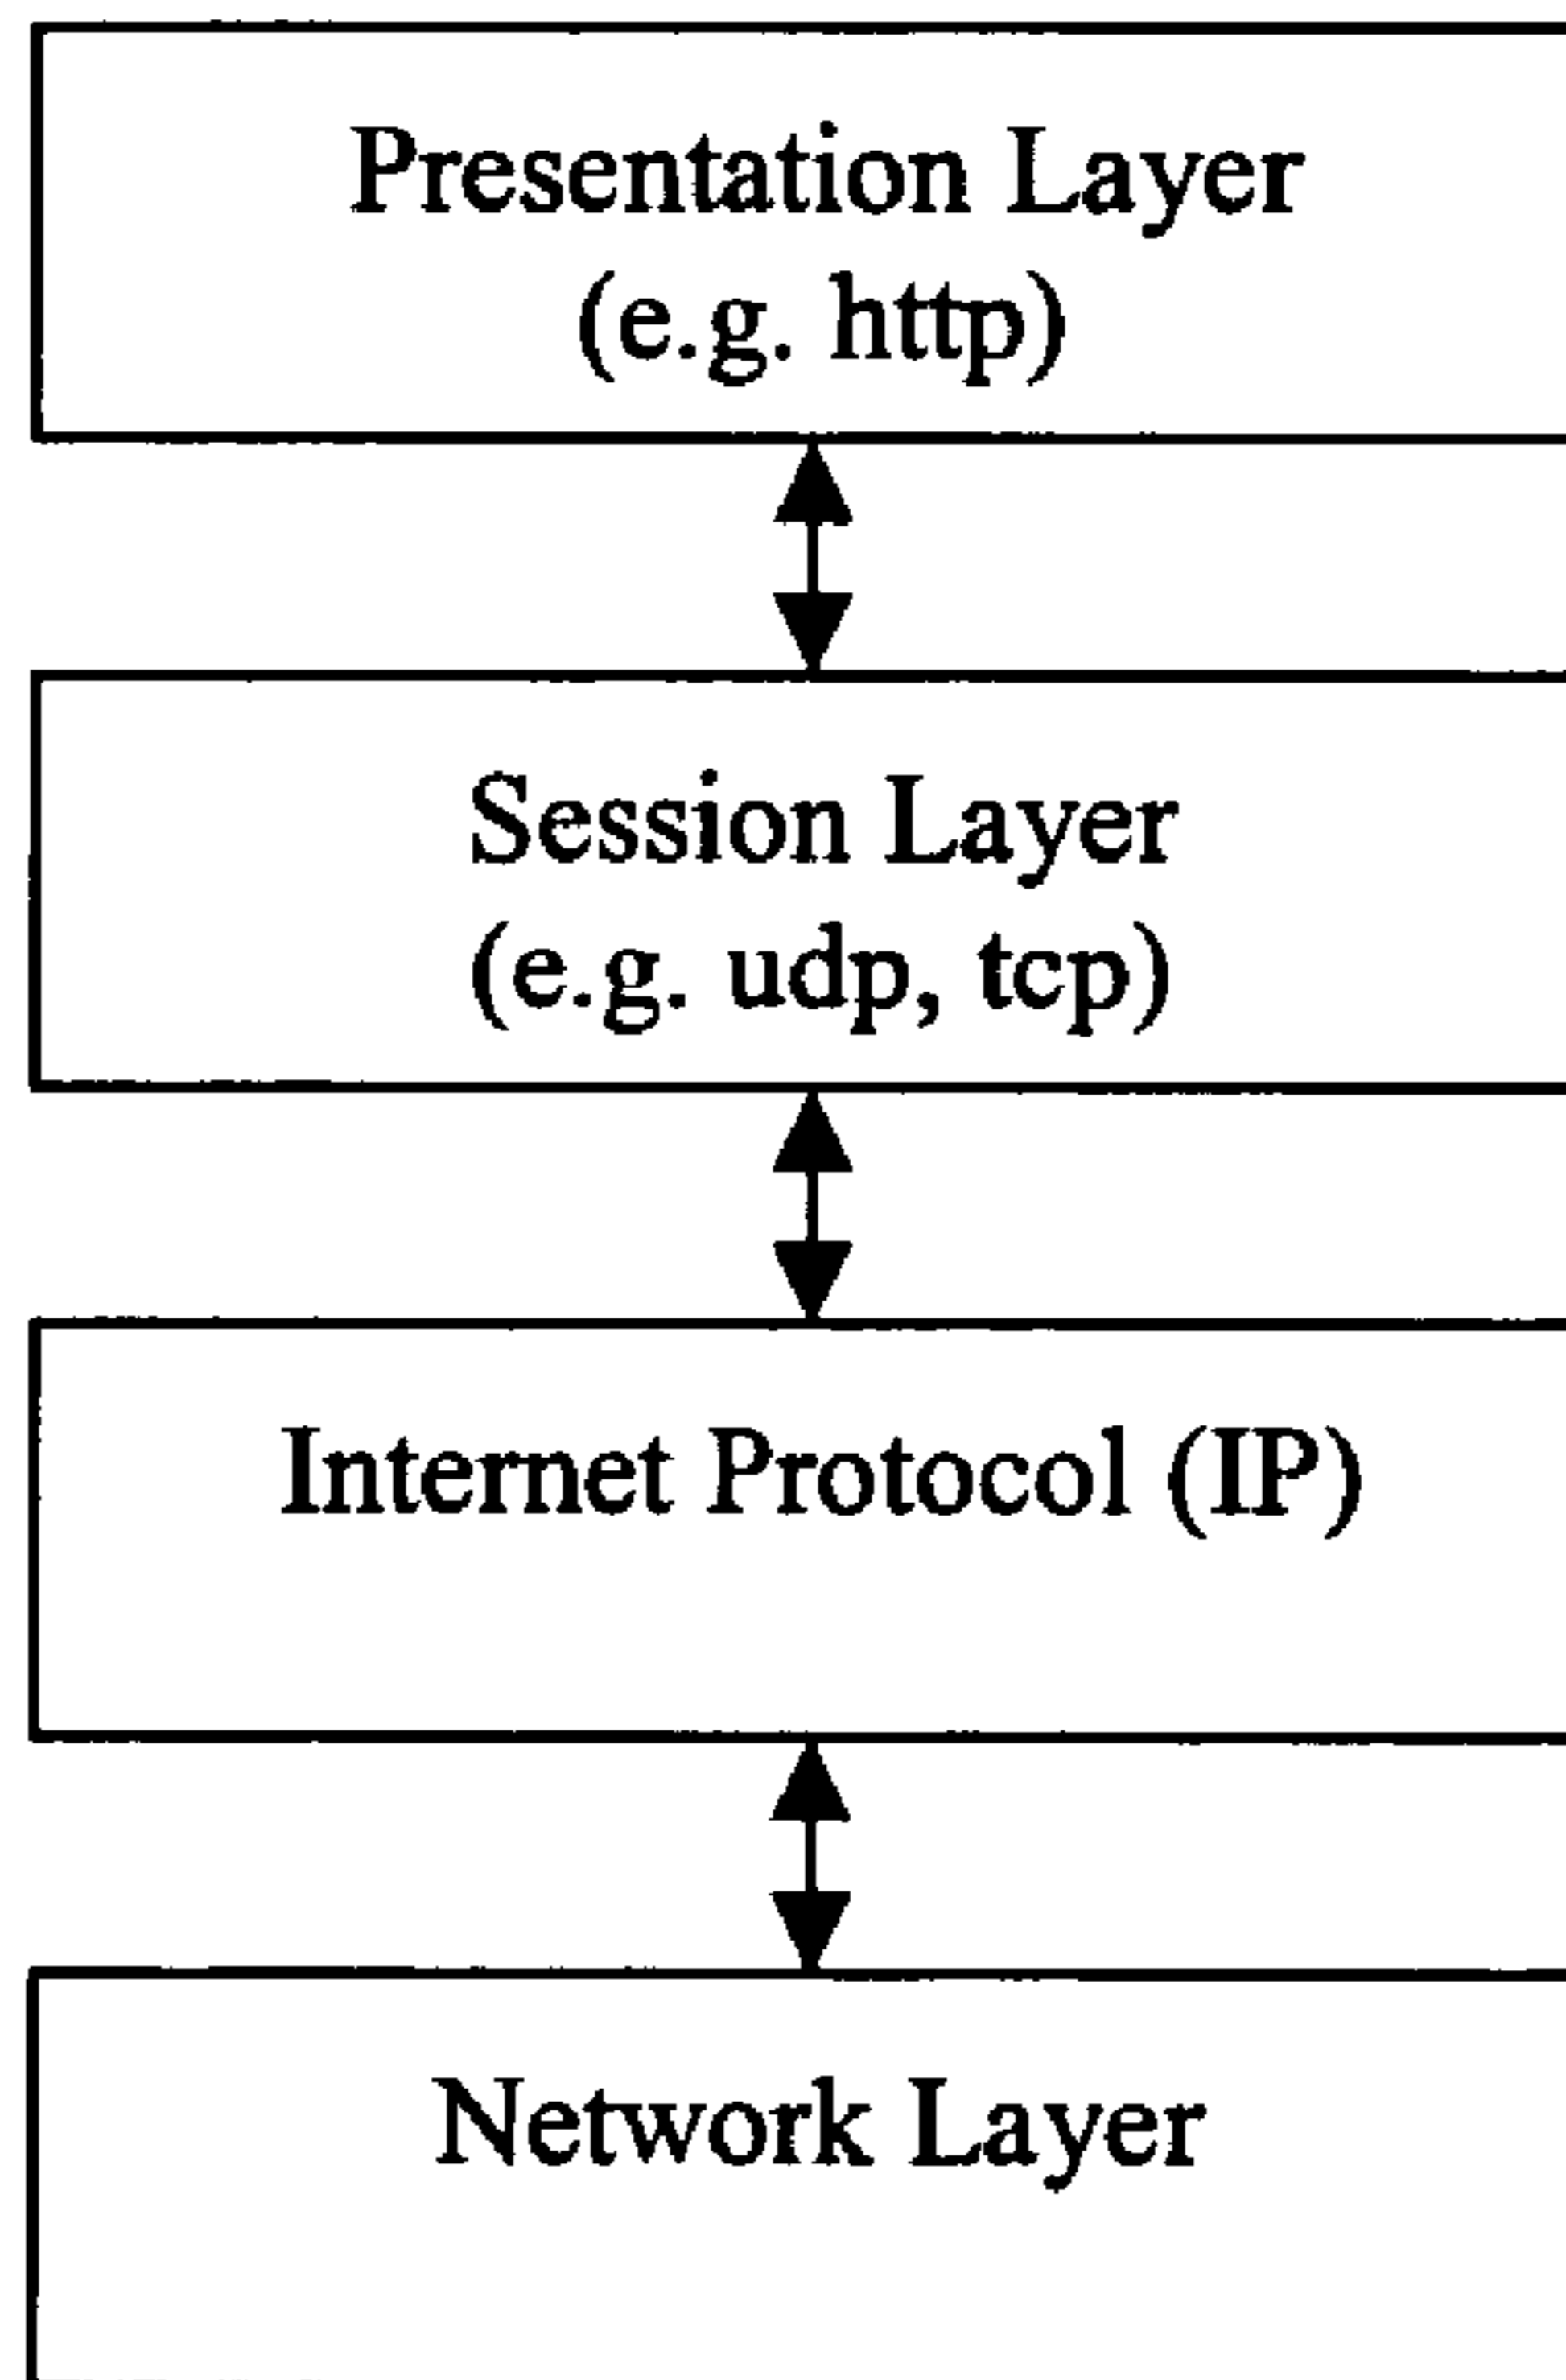 Presentation Layer
(e.g. http)
Session Layer
(e.g. udp, tcp)
Internet Protocol (IP)
Network Layer